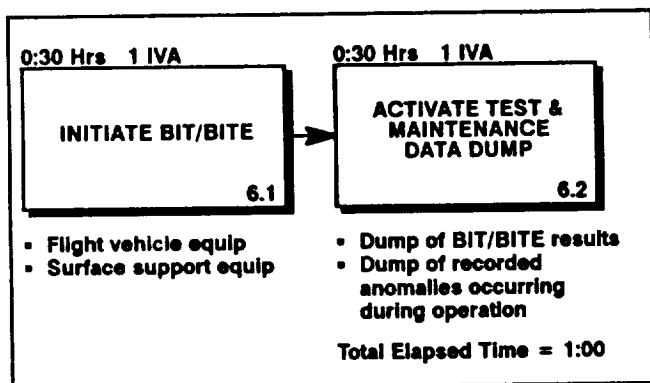 0:30 Hrs 1 IVA
INITIATE BIT/BITE
6.1
▪ Flight vehicle equip
▪ Surface support equip
0:30 Hrs 1 IVA
ACTIVATE TEST &
MAINTENANCE
DATA DUMP
6.2
▪ Dump of BIT/BITE results
▪ Dump of recorded
anomalies occurring
during operation
Total Elapsed Time = 1:00